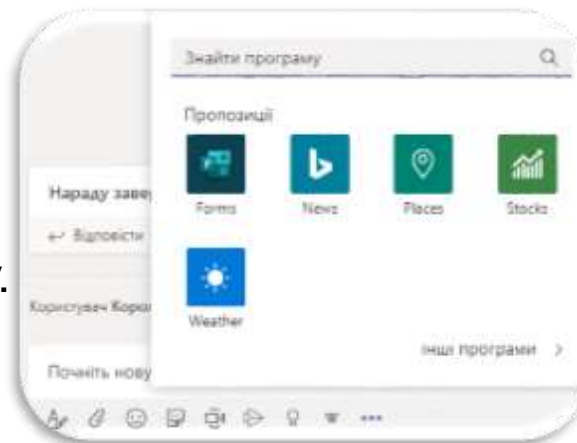 Знайти програму
Пропозиції
Forms News Places Stocks
Weather
Інші програми >
Нараду заве
Відповісти
Користувач Корол
Почніть нову
.